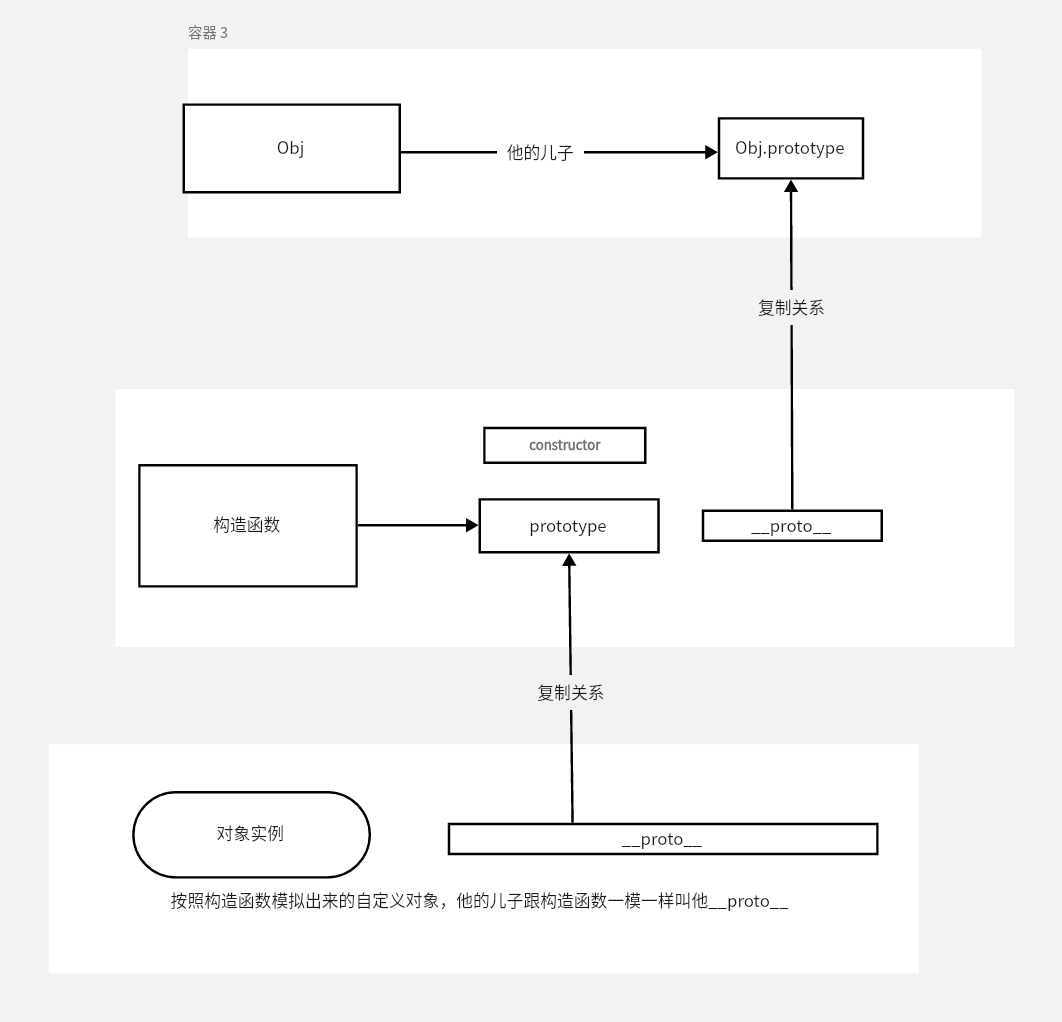 容器 3
Obj
他的儿子
Obj.prototype
复制关系
constructor
构造函数
prototype
__proto__
复制关系
对象实例
__proto__
按照构造函数模拟出来的自定义对象，他的儿子跟构造函数一模一样叫他__proto__